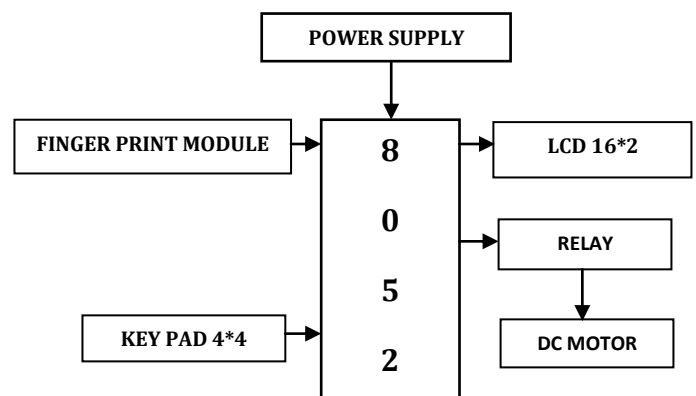 POWER SUPPLY
FINGER PRINT MODULE
8
LCD 16*2
0
RELAY
5
KEY PAD 4*4
2
DC MOTOR